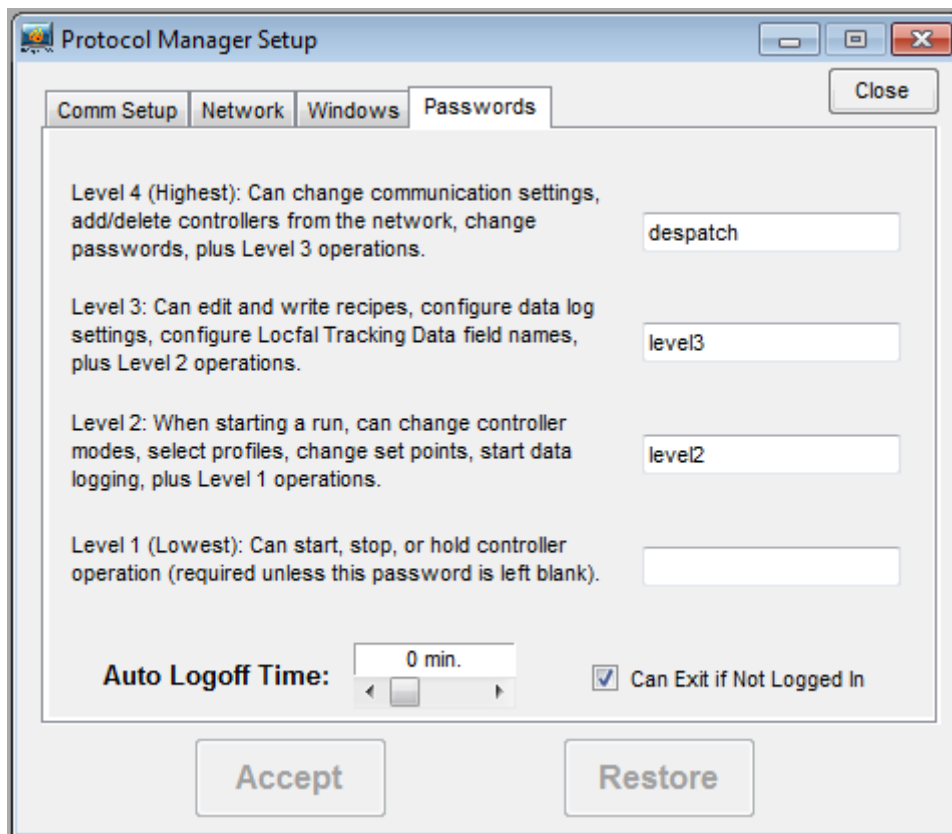 Protocol Manager Setup
Close
Comm Setup Network Windows Passwords
Level 4 (Highest): Can change communication settings,
add/delete controllers from the network, change
passwords, plus Level 3 operations.
despatch
Level 3: Can edit and write recipes, configure data log
settings, configure Locfal Tracking Data field names,
plus Level 2 operations.
level3
Level 2: When starting a run, can change controller
modes, select profiles, change set points, start data
logging, plus Level 1 operations.
level2
Level 1 (Lowest): Can start, stop, or hold controller
operation (required unless this password is left blank).
Auto Logoff Time: 0 min. Can Exit if Not Logged In
Accept Restore